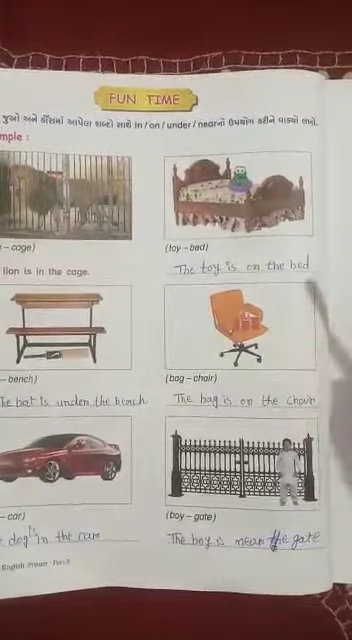 FUN TIME
જુઓ અને કૌંસમાં આપેલા શબ્દો સાથે in / on / under / nearનો ઉપયોગ કરીને વાક્યો લખો.
mple :
– cage)
(toy – bed)
lion is in the cage.
The toy is on the bed
– bench)
(bag – chair)
he bat is under the bench
The bag is on the chair
– car)
(boy – gate)
dog is in the car
The boy is near the gate
English Primer - Part-3